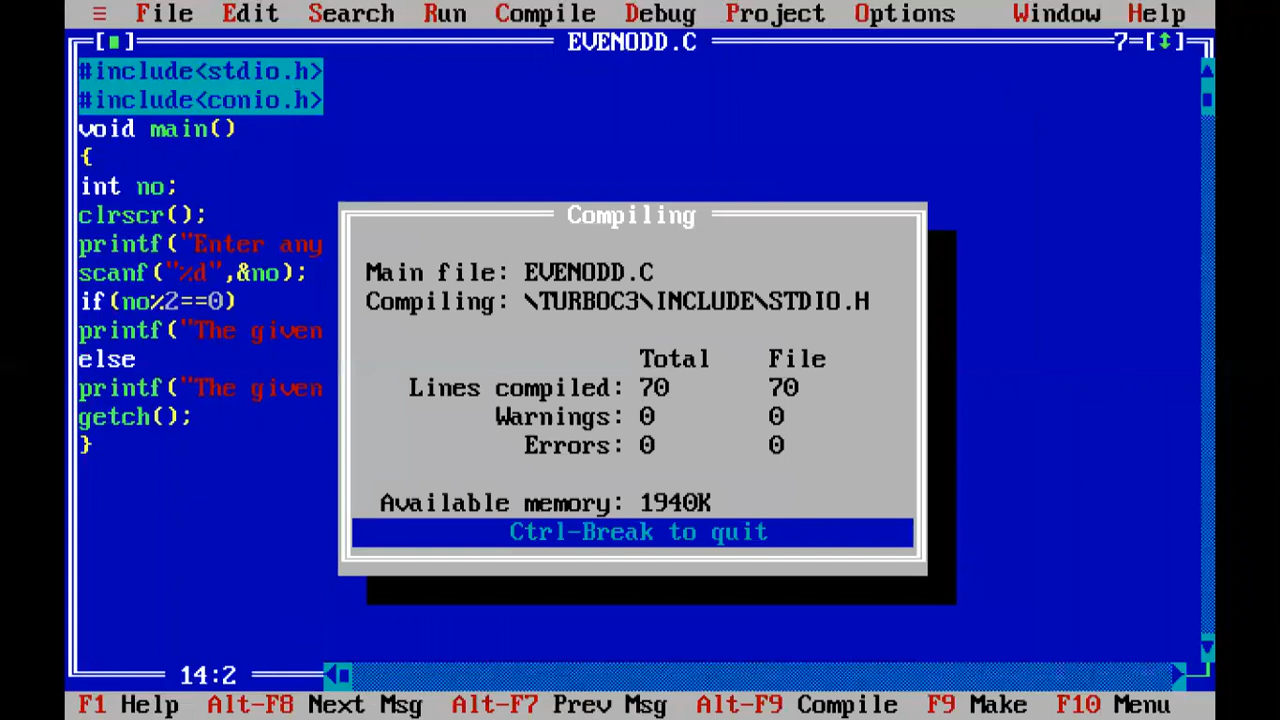 ≡ File Edit Search Run Compile Debug Project Options Window Help
[■] EVENODD.C 7=[↕]
#include<stdio.h>
#include<conio.h>
void main()
{
int no;
clrscr();
printf("Enter any
scanf("%d",&no);
if(no%2==0)
printf("The given
else
printf("The given
getch();
}
Compiling
Main file: EVENODD.C
Compiling: \TURBOC3\INCLUDE\STDIO.H
Total File
Lines compiled: 70 70
Warnings: 0 0
Errors: 0 0
Available memory: 1940K
Ctrl-Break to quit
14:2
F1 Help Alt-F8 Next Msg Alt-F7 Prev Msg Alt-F9 Compile F9 Make F10 Menu